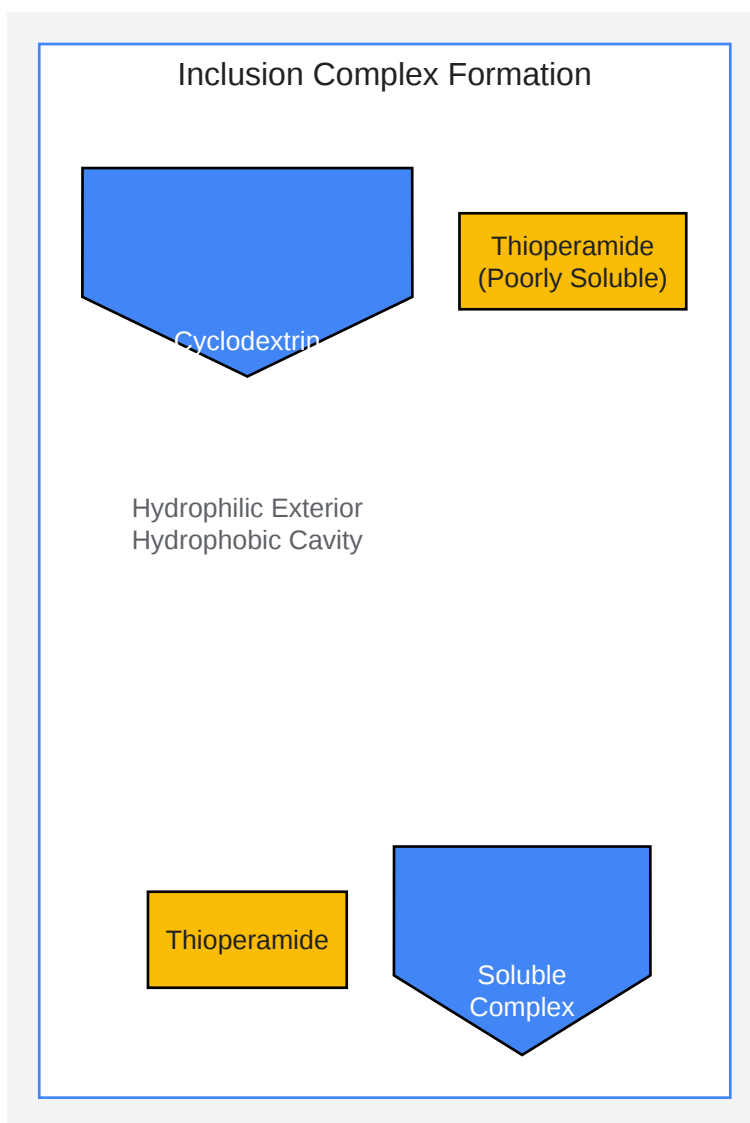 Inclusion Complex Formation
Thioperamide
(Poorly Soluble)
Cyclodextrin
Hydrophilic Exterior
Hydrophobic Cavity
Thioperamide
Soluble
Complex